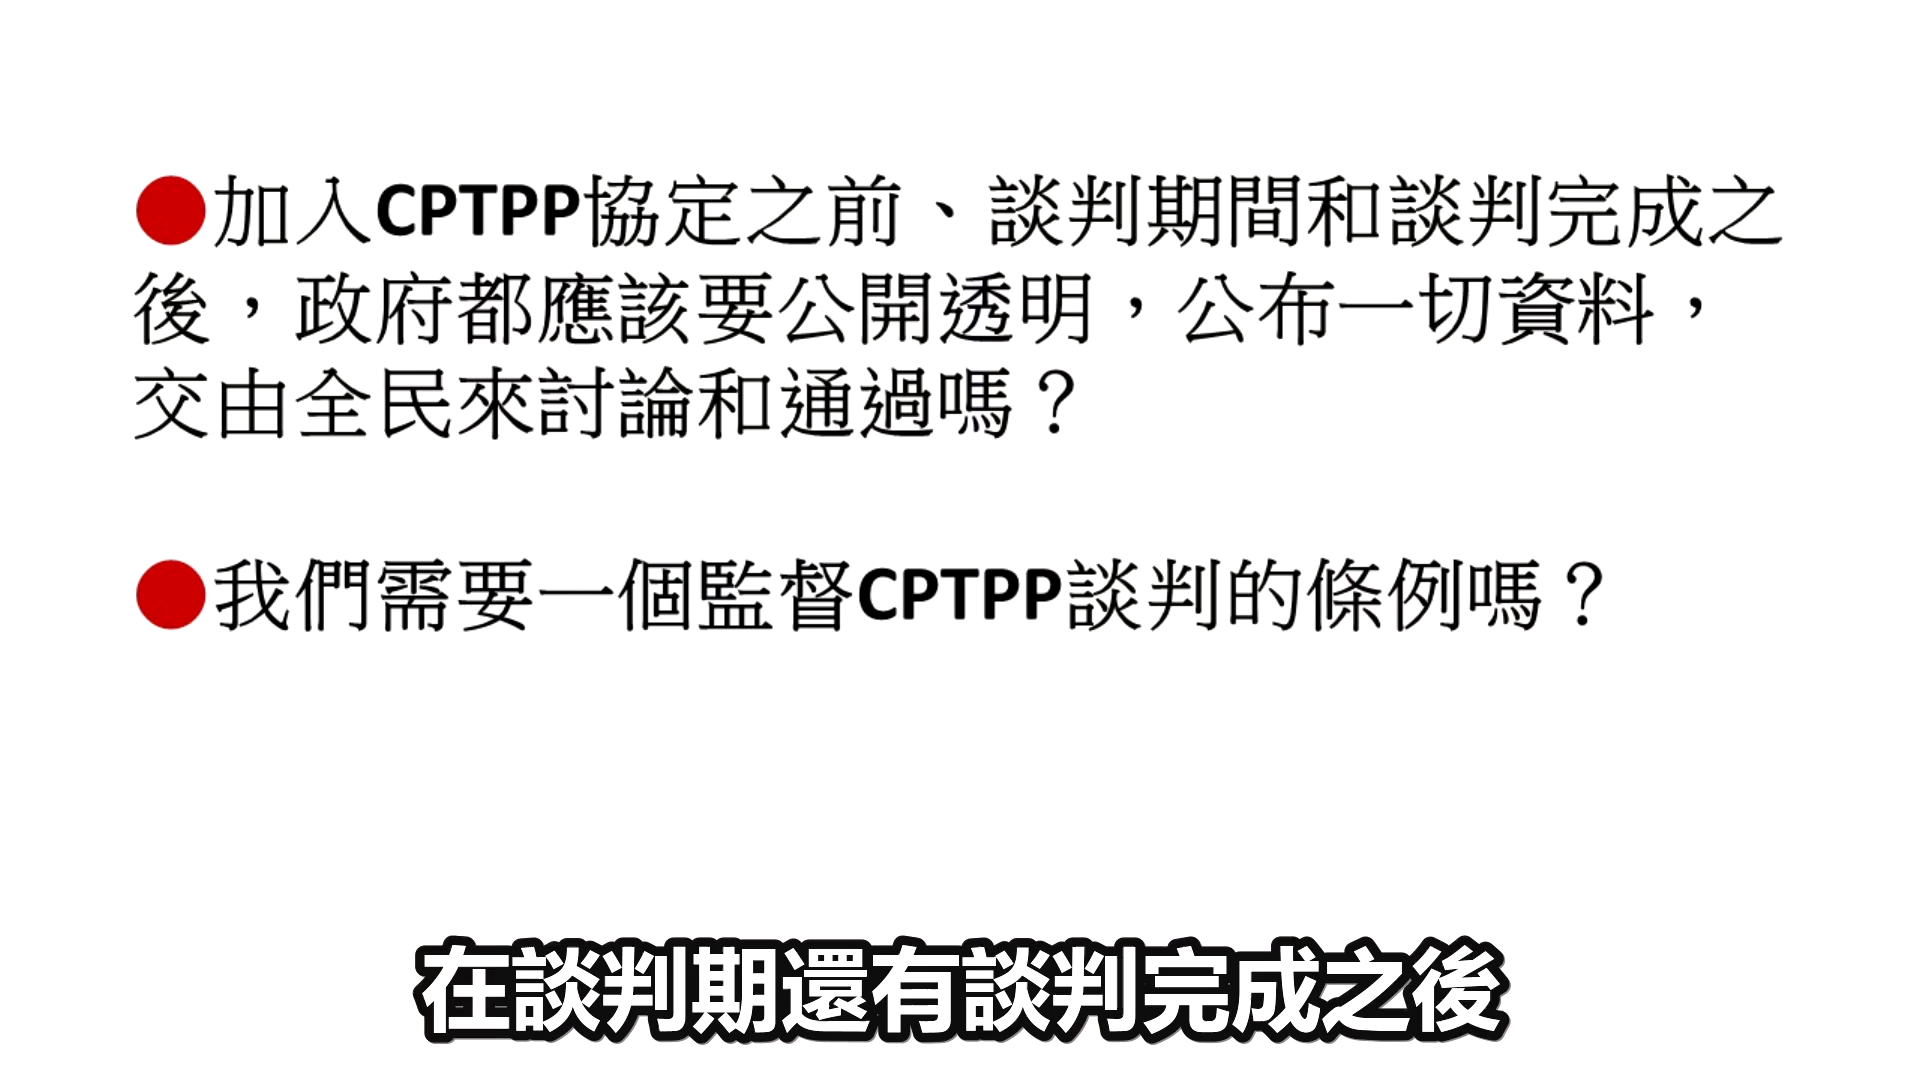 ●加入CPTPP協定之前、談判期間和談判完成之
後，政府都應該要公開透明，公布一切資料，
交由全民來討論和通過嗎？
●我們需要一個監督CPTPP談判的條例嗎？
在談判期還有談判完成之後